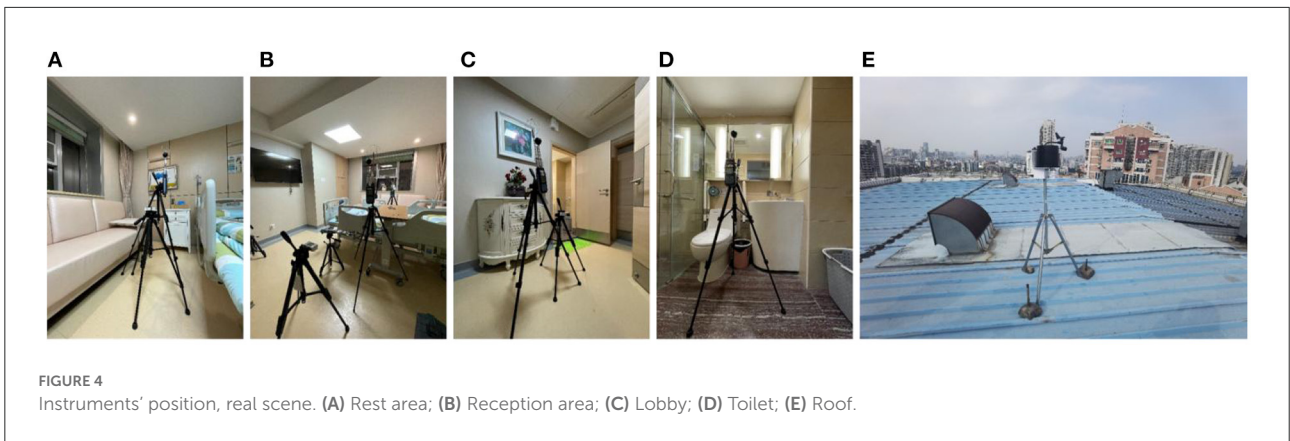 A B C D E
FIGURE 4
Instruments’ position, real scene. (A) Rest area; (B) Reception area; (C) Lobby; (D) Toilet; (E) Roof.